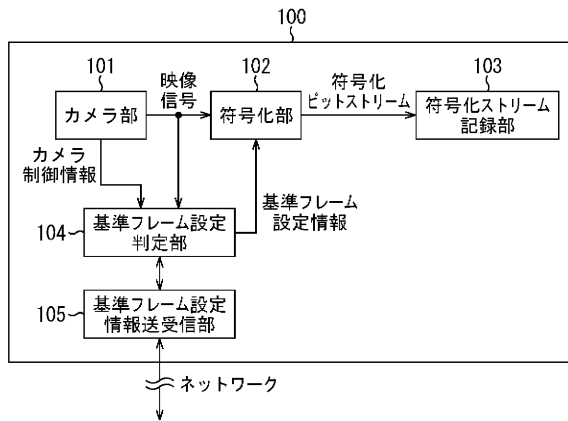 100
101
カメラ部
映像
信号
102
符号化部
符号化
ビットストリーム
103
符号化ストリーム
記録部
カメラ
制御情報
104
基準フレーム設定
判定部
基準フレーム
設定情報
105
基準フレーム設定
情報送受信部
ネットワーク